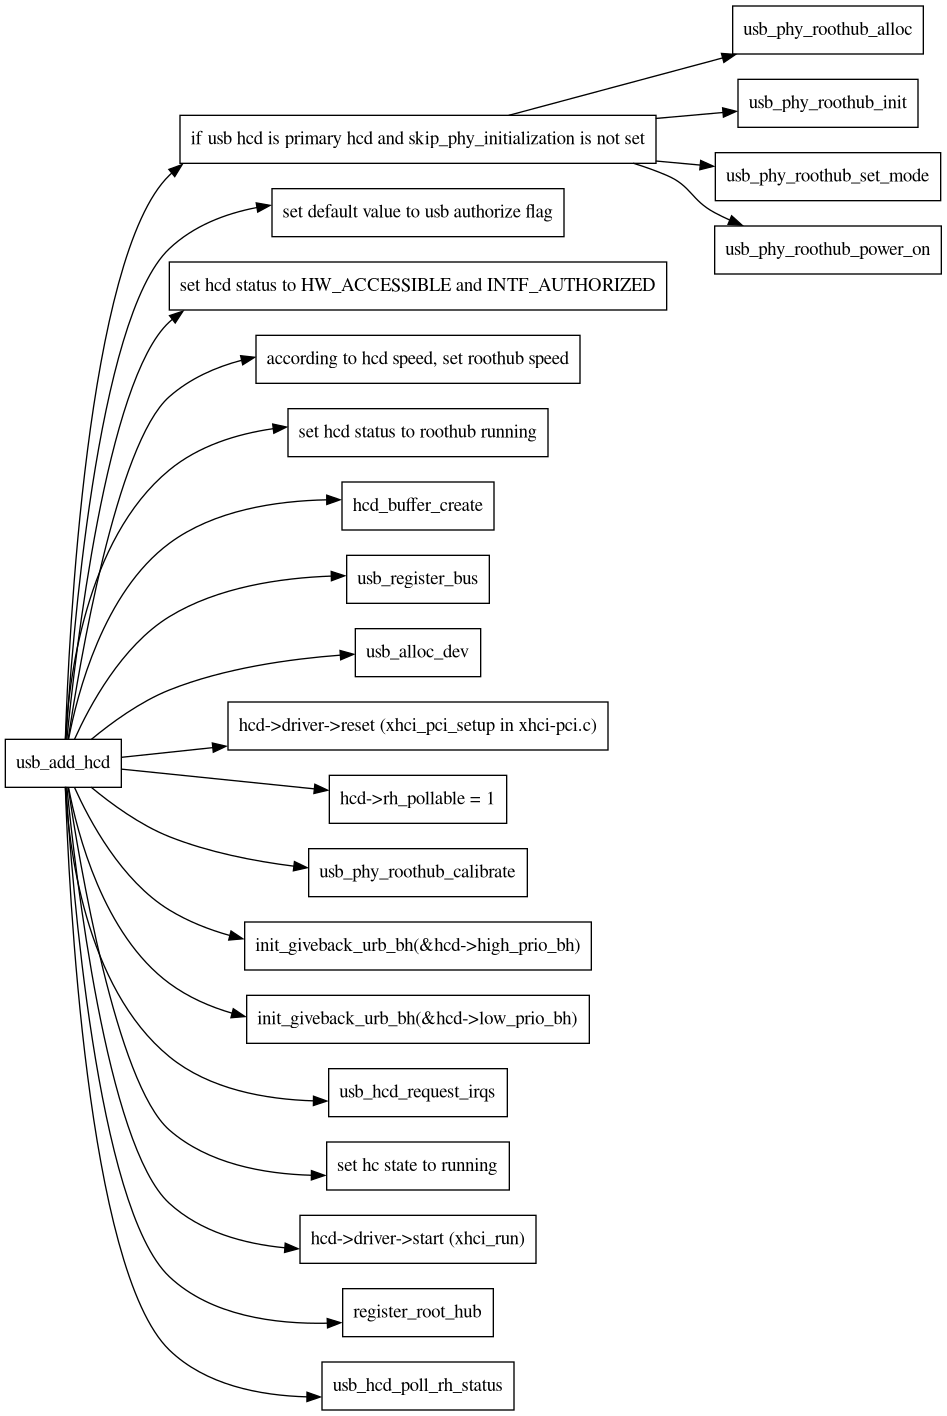 usb_phy_roothub_alloc
usb_phy_roothub_init
if usb hcd is primary hcd and skip_phy_initialization is not set
usb_phy_roothub_set_mode
set default value to usb authorize flag
usb_phy_roothub_power_on
set hcd status to HW_ACCESSIBLE and INTF_AUTHORIZED
according to hcd speed, set roothub speed
set hcd status to roothub running
hcd_buffer_create
usb_register_bus
usb_alloc_dev
hcd->driver->reset (xhci_pci_setup in xhci-pci.c)
usb_add_hcd
hcd->rh_pollable = 1
usb_phy_roothub_calibrate
init_giveback_urb_bh(&hcd->high_prio_bh)
init_giveback_urb_bh(&hcd->low_prio_bh)
usb_hcd_request_irqs
set hc state to running
hcd->driver->start (xhci_run)
register_root_hub
usb_hcd_poll_rh_status